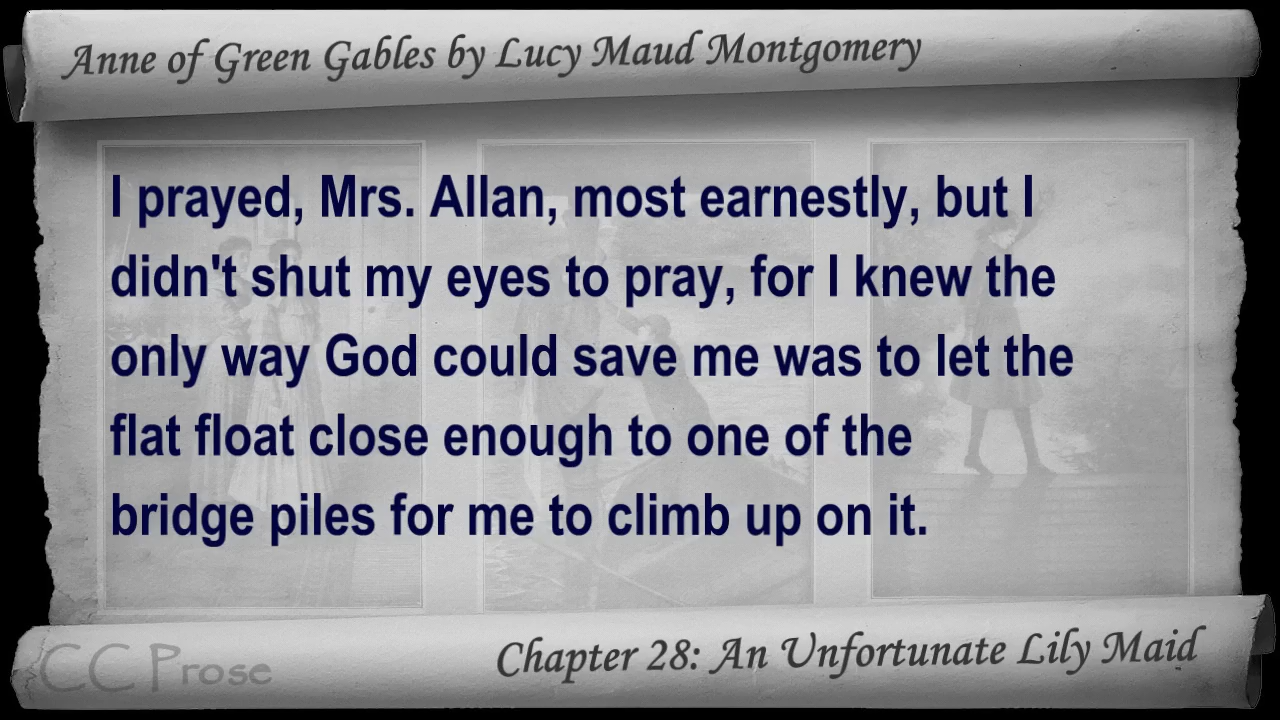 Anne of Green Gables by Lucy Maud Montgomery
I prayed, Mrs. Allan, most earnestly, but I
didn't shut my eyes to pray, for I knew the
only way God could save me was to let the
flat float close enough to one of the
bridge piles for me to climb up on it.
CC Prose
Chapter 28: An Unfortunate Lily Maid